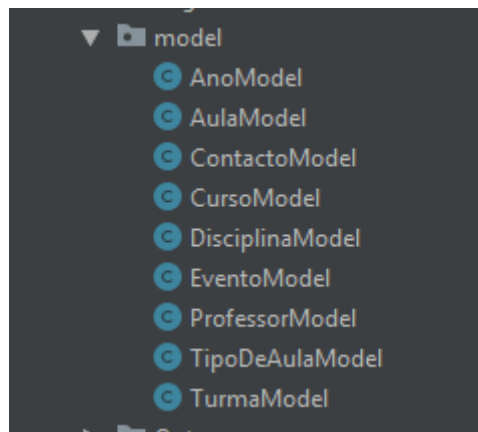 model
AnoModel
AulaModel
ContactoModel
CursoModel
DisciplinaModel
EventoModel
ProfessorModel
TipoDeAulaModel
TurmaModel